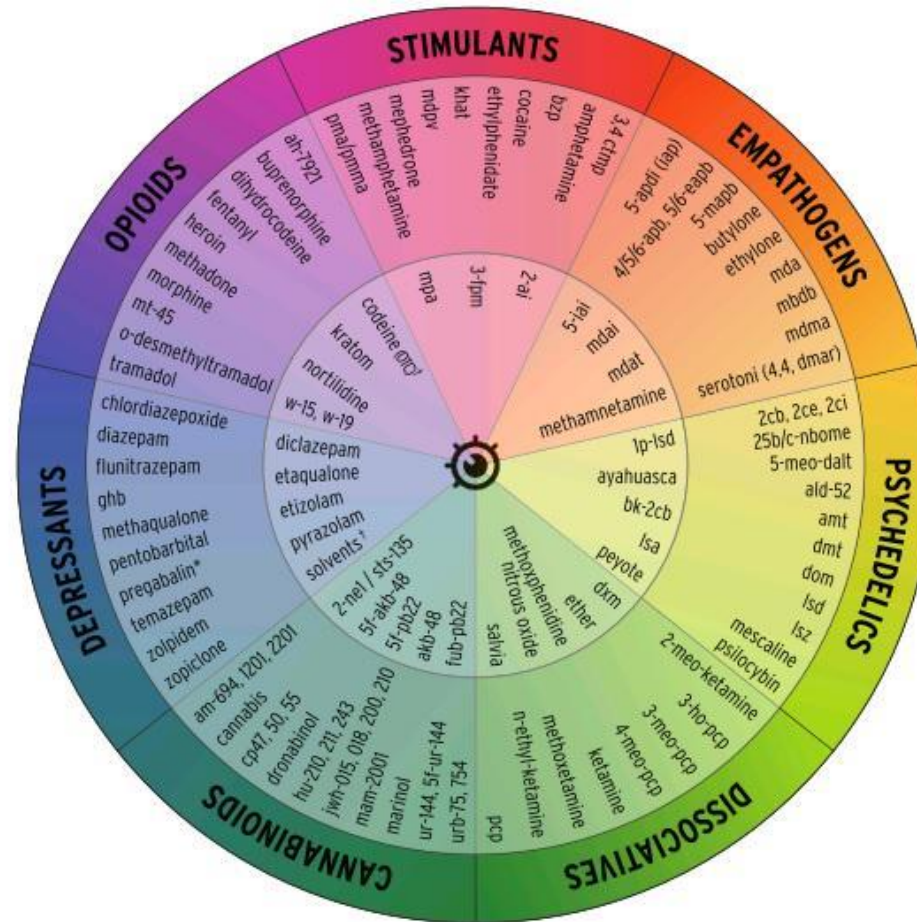 STIMULANTS
pma/pmma
methamphetamine
mephedrone
mdpv
khat
ethylphenidate
cocaine
bzp
amphetamine
3,4 ctmp
mpa
3-fpm
2-ai
EMPATHOGENS
5-apdi (iap)
4/5/6-apb, 5/6-eapb
5-mapb
butylone
ethylone
mda
mbdb
mdma
serotoni (4,4, dmar)
5-iai
mdai
mdat
methamnetamine
PSYCHEDELICS
2cb, 2ce, 2ci
25b/c-nbome
5-meo-dalt
ald-52
amt
dmt
dom
lsd
lsz
mescaline
psilocybin
1p-lsd
ayahuasca
bk-2cb
lsa
peyote
DISSOCIATIVES
2-meo-ketamine
3-ho-pcp
3-meo-pcp
4-meo-pcp
ketamine
methoxetamine
n-ethyl-ketamine
pcp
dxm
ether
methoxphenidine
nitrous oxide
salvia
CANNABINOIDS
am-694, 1201, 2201
cannabis
cp47, 50, 55
dronabinol
hu-210, 211, 243
jwh-015, 018, 200, 210
mam-2001
marinol
ur-144, 5f-ur-144
urb-75, 754
2-ne1 / sts-135
5f-akb-48
5f-pb22
akb-48
fub-pb22
DEPRESSANTS
chlordiazepoxide
diazepam
flunitrazepam
ghb
methaqualone
pentobarbital
pregabalin*
temazepam
zolpidem
zopiclone
diclazepam
etaqualone
etizolam
pyrazolam
solvents†
OPIOIDS
ah-7921
buprenorphine
dihydrocodeine
fentanyl
heroin
methadone
morphine
mt-45
o-desmethyltramadol
tramadol
codeine
kratom
nortilidine
w-15, w-19